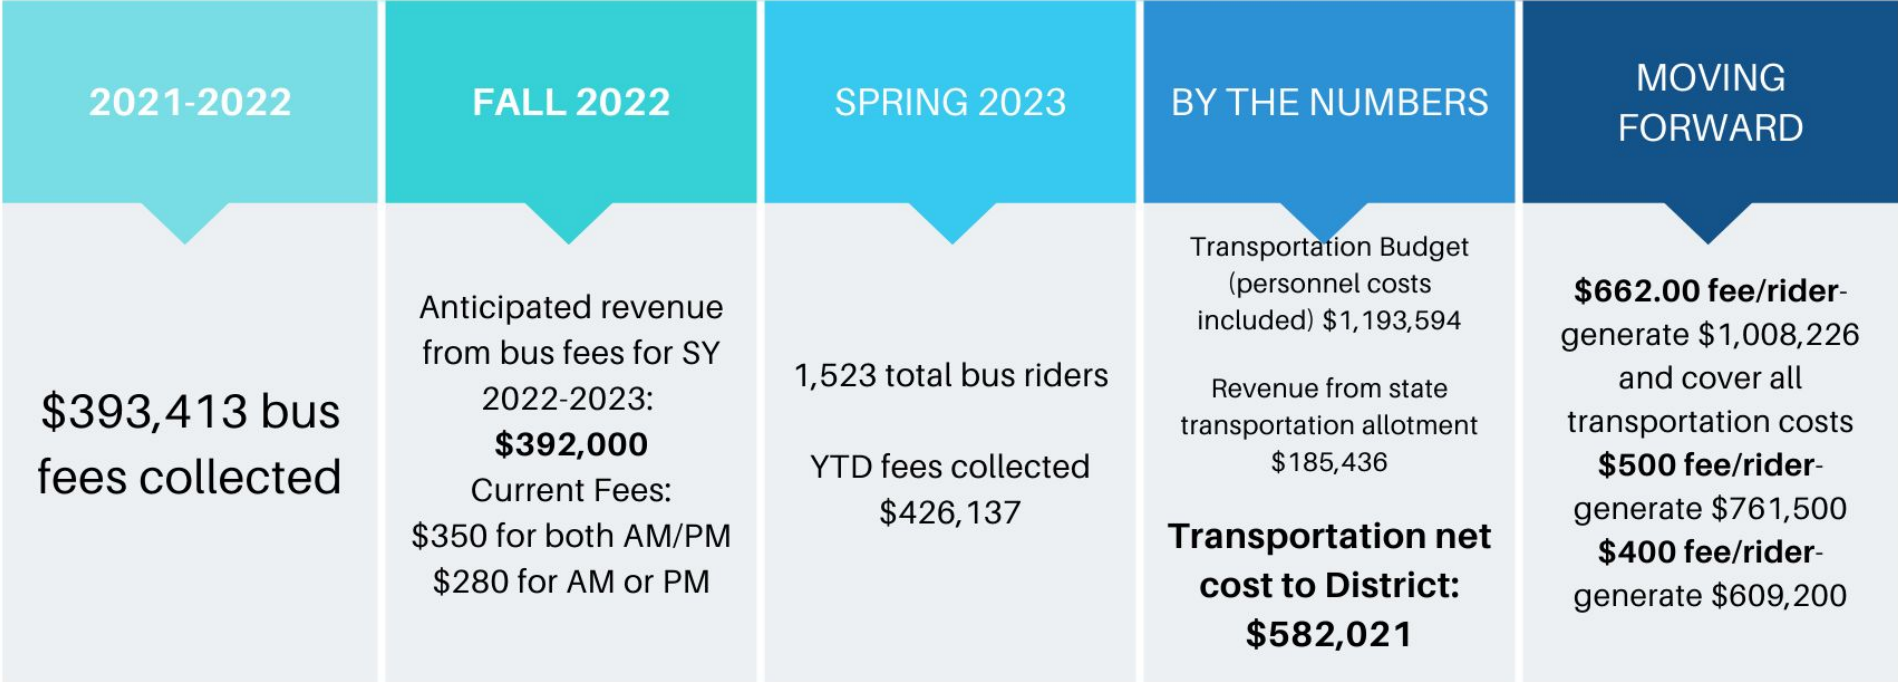 2021-2022
$393,413 bus
fees collected
FALL 2022
Anticipated revenue
from bus fees for SY
2022-2023:
$392,000
Current Fees:
$350 for both AM/PM
$280 for AM or PM
SPRING 2023
1,523 total bus riders
YTD fees collected
$426,137
BY THE NUMBERS
Transportation Budget
(personnel costs
included) $1,193,594
Revenue from state
transportation allotment
$185,436
Transportation net
cost to District:
$582,021
MOVING
FORWARD
$662.00 fee/rider-
generate $1,008,226
and cover all
transportation costs
$500 fee/rider-
generate $761,500
$400 fee/rider-
generate $609,200